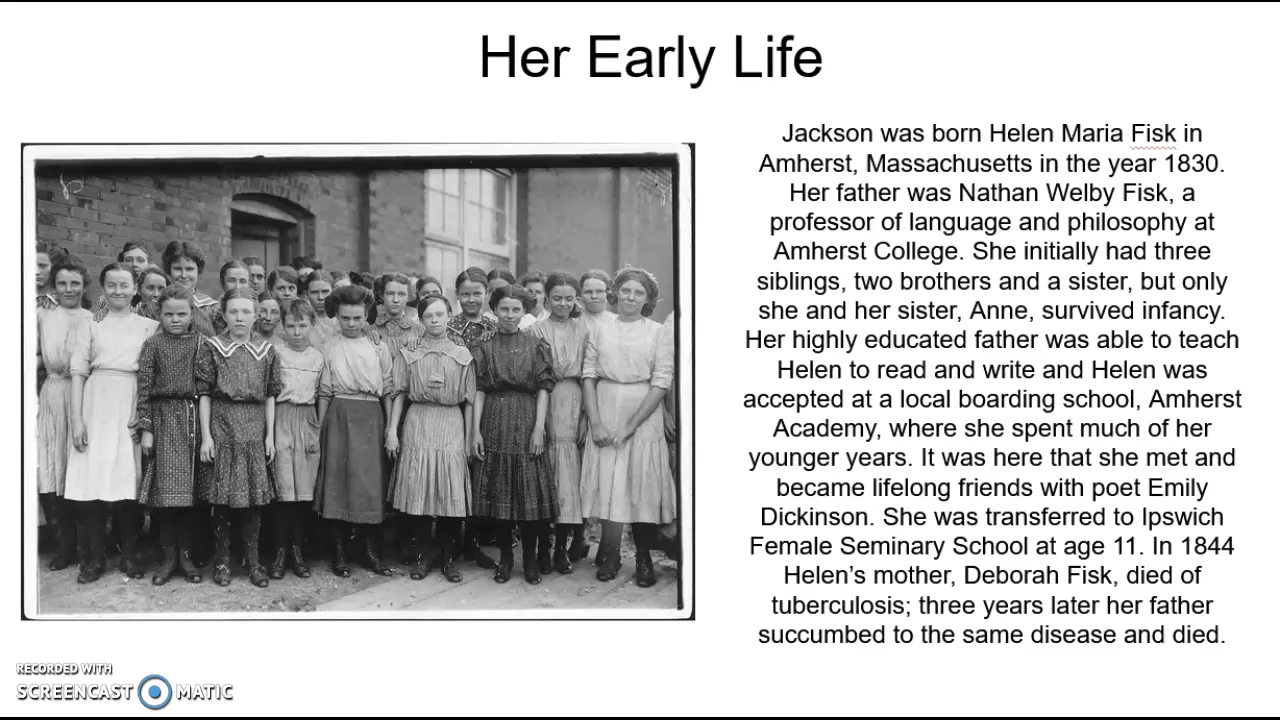 Her Early Life
Jackson was born Helen Maria Fisk in
Amherst, Massachusetts in the year 1830.
Her father was Nathan Welby Fisk, a
professor of language and philosophy at
Amherst College. She initially had three
siblings, two brothers and a sister, but only
she and her sister, Anne, survived infancy.
Her highly educated father was able to teach
Helen to read and write and Helen was
accepted at a local boarding school, Amherst
Academy, where she spent much of her
younger years. It was here that she met and
became lifelong friends with poet Emily
Dickinson. She was transferred to Ipswich
Female Seminary School at age 11. In 1844
Helen’s mother, Deborah Fisk, died of
tuberculosis; three years later her father
succumbed to the same disease and died.
RECORDED WITH
SCREENCAST MATIC